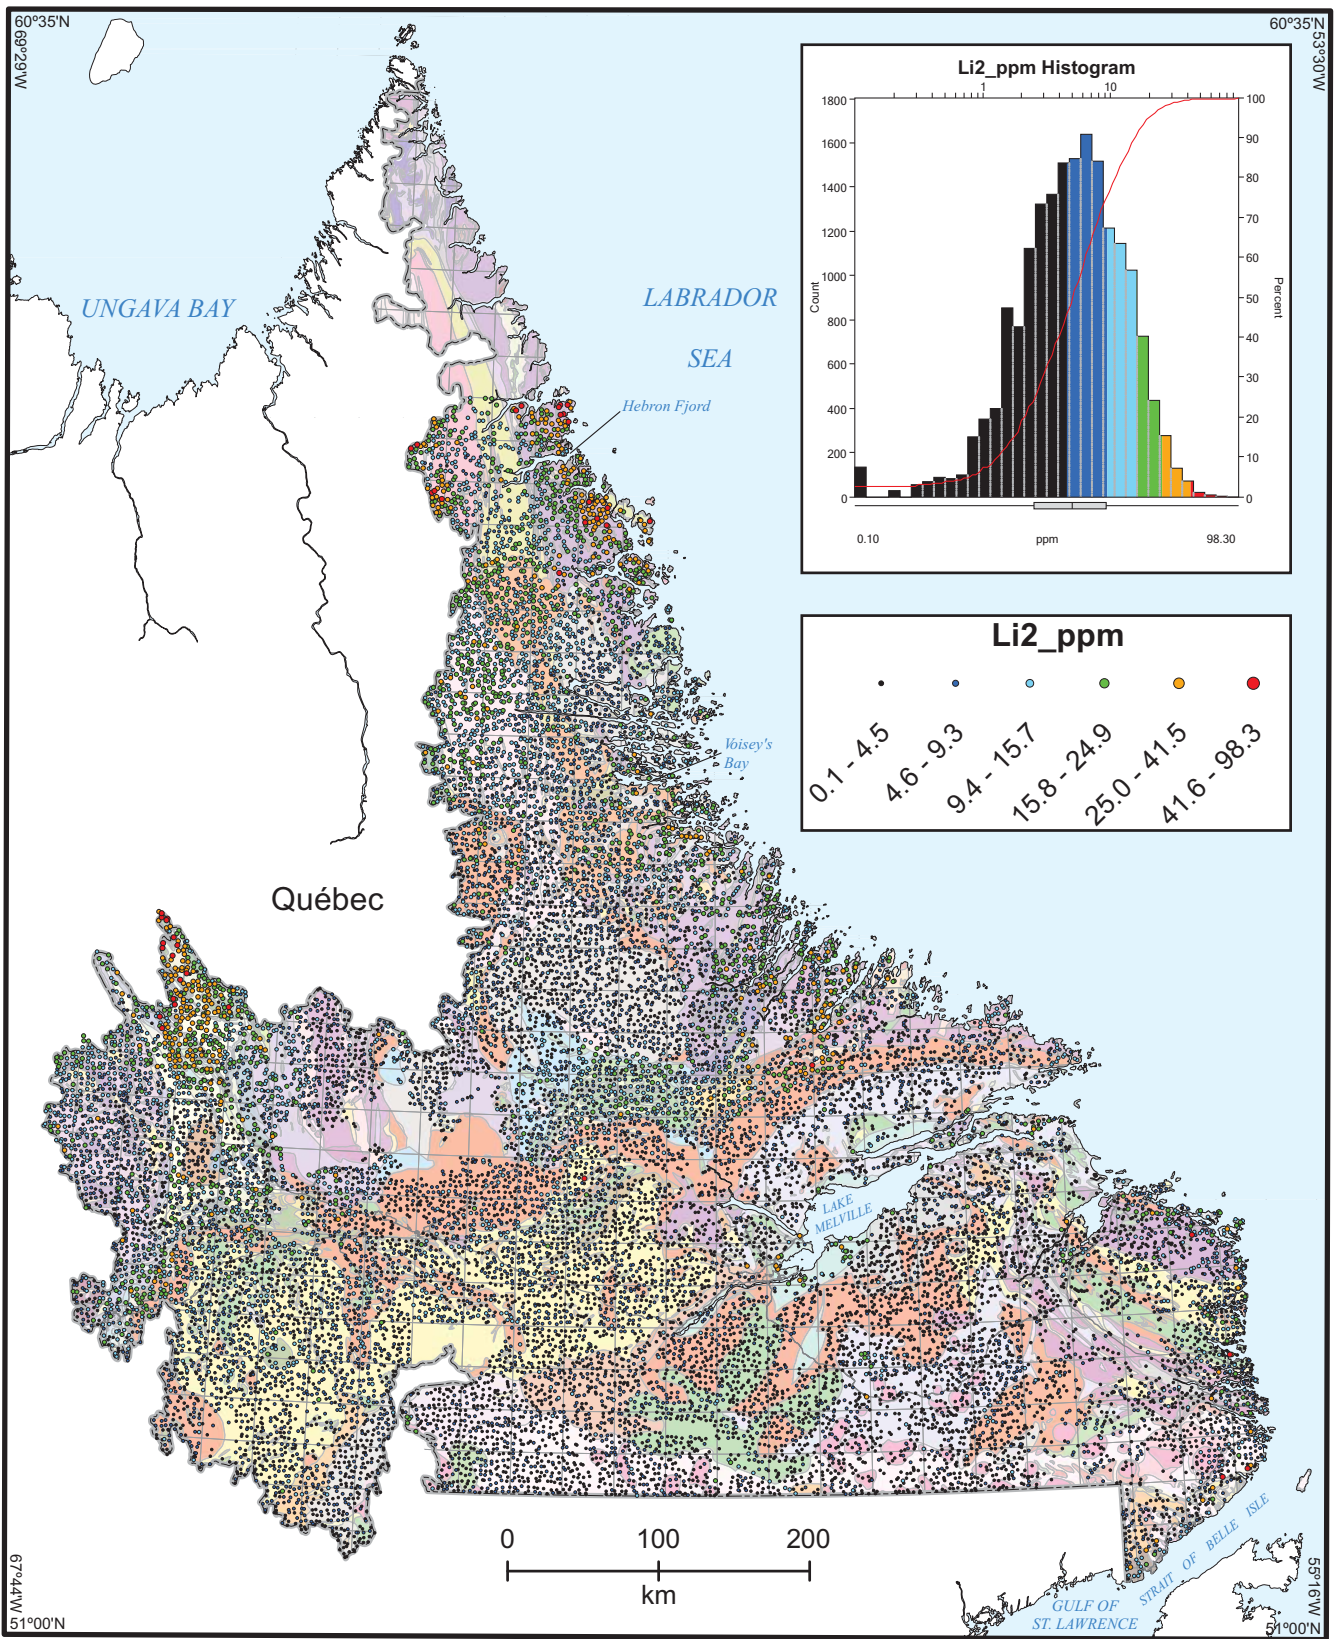 60°35'N
69°29'W
60°35'N
53°30'W
Li2_ppm Histogram
1
10
1800
1600
1400
1200
1000
800
600
400
200
0
Count
100
90
80
70
60
50
40
30
20
10
0
Percent
0.10
ppm
98.30
UNGAVA BAY
LABRADOR
SEA
Hebron Fjord
Li2_ppm
0.1 - 4.5
4.6 - 9.3
9.4 - 15.7
15.8 - 24.9
25.0 - 41.5
41.6 - 98.3
Voisey's
Bay
Québec
LAKE
MELVILLE
0
100
200
km
STRAIT OF BELLE ISLE
GULF OF
ST. LAWRENCE
67°44'W
51°00'N
55°16'W
51°00'N